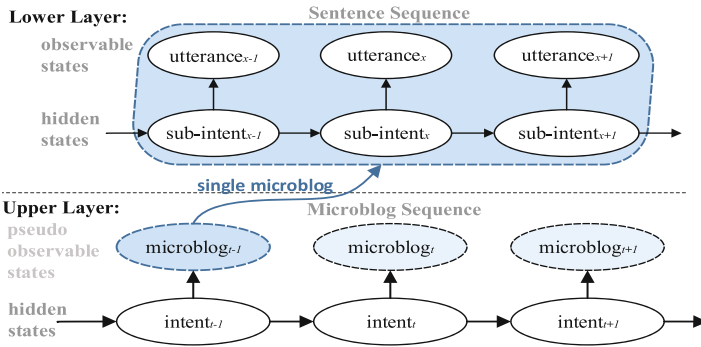 Lower Layer:
Sentence Sequence
observable
states
utterancex-1
utterancex
utterancex+1
hidden
states
sub-intentx-1
sub-intentx
sub-intentx+1
single microblog
Upper Layer:
Microblog Sequence
pseudo
observable
states
microblogt-1
microblogt
microblogt+1
hidden
states
intentt-1
intentt
intentt+1